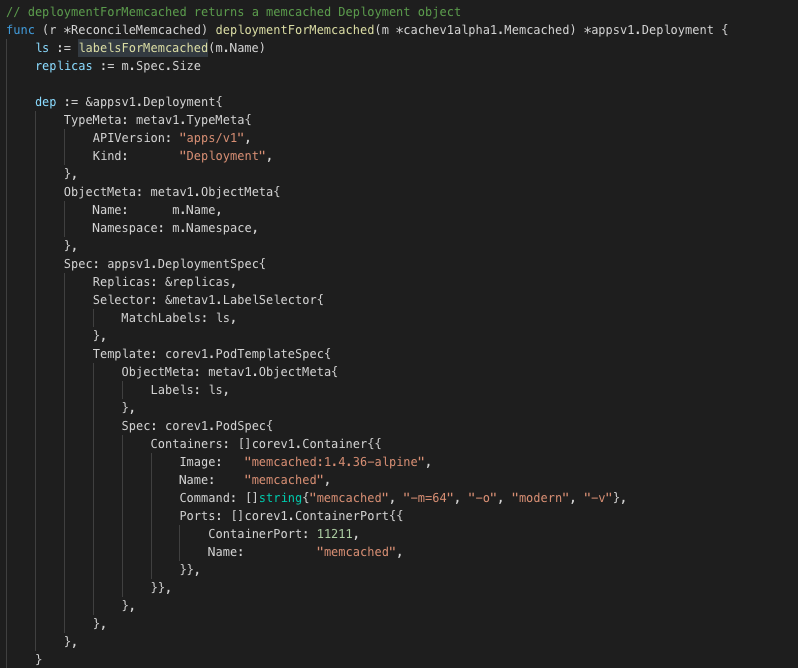 // deploymentForMemcached returns a memcached Deployment object
func (r *ReconcileMemcached) deploymentForMemcached(m *cachev1alpha1.Memcached) *appsv1.Deployment {
    ls := labelsForMemcached(m.Name)
    replicas := m.Spec.Size

    dep := &appsv1.Deployment{
        TypeMeta: metav1.TypeMeta{
            APIVersion: "apps/v1",
            Kind:       "Deployment",
        },
        ObjectMeta: metav1.ObjectMeta{
            Name:      m.Name,
            Namespace: m.Namespace,
        },
        Spec: appsv1.DeploymentSpec{
            Replicas: &replicas,
            Selector: &metav1.LabelSelector{
                MatchLabels: ls,
            },
            Template: corev1.PodTemplateSpec{
                ObjectMeta: metav1.ObjectMeta{
                    Labels: ls,
                },
                Spec: corev1.PodSpec{
                    Containers: []corev1.Container{{
                        Image:   "memcached:1.4.36-alpine",
                        Name:    "memcached",
                        Command: []string{"memcached", "-m=64", "-o", "modern", "-v"},
                        Ports: []corev1.ContainerPort{{
                            ContainerPort: 11211,
                            Name:          "memcached",
                        }},
                    }},
                },
            },
        },
    }